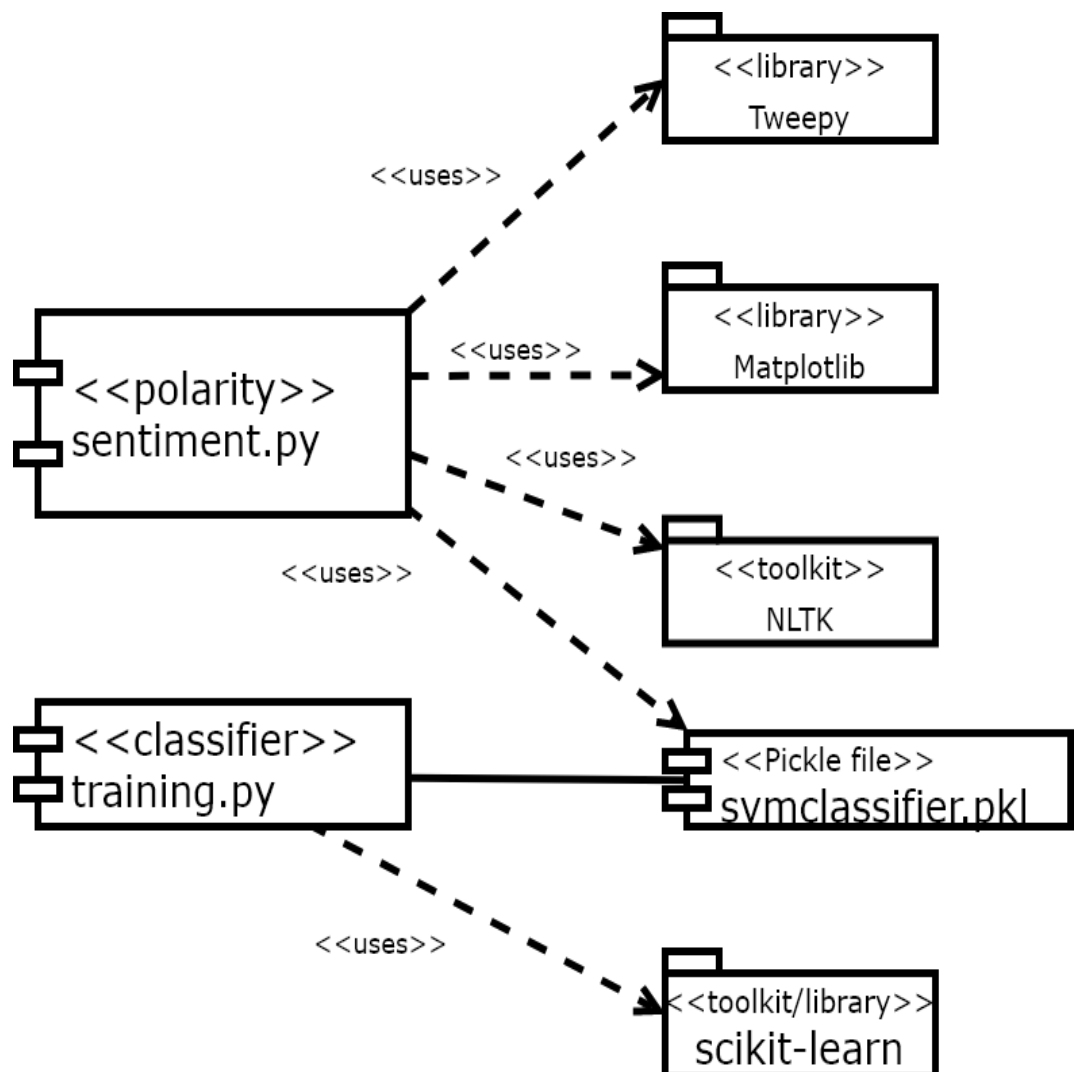 <<library>>
Tweepy
<<uses>>
<<library>>
Matplotlib
<<uses>>
<<polarity>>
sentiment.py
<<uses>>
<<toolkit>>
NLTK
<<uses>>
<<classifier>>
training.py
<<Pickle file>>
svmclassifier.pkl
<<uses>>
<<toolkit/library>>
scikit-learn